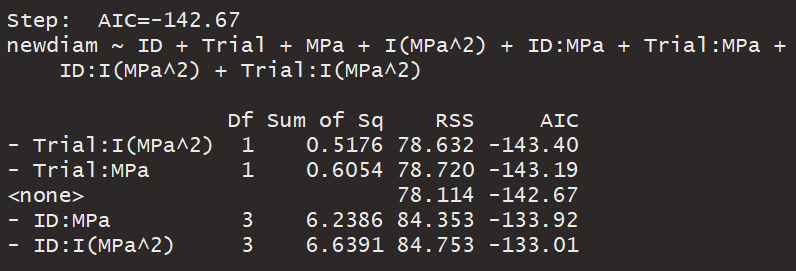 Step:  AIC=-142.67
newdiam ~ ID + Trial + MPa + I(MPa^2) + ID:MPa + Trial:MPa +
    ID:I(MPa^2) + Trial:I(MPa^2)

                 Df Sum of Sq    RSS     AIC
- Trial:I(MPa^2)  1    0.5176 78.632 -143.40
- Trial:MPa       1    0.6054 78.720 -143.19
<none>                        78.114 -142.67
- ID:MPa          3    6.2386 84.353 -133.92
- ID:I(MPa^2)     3    6.6391 84.753 -133.01